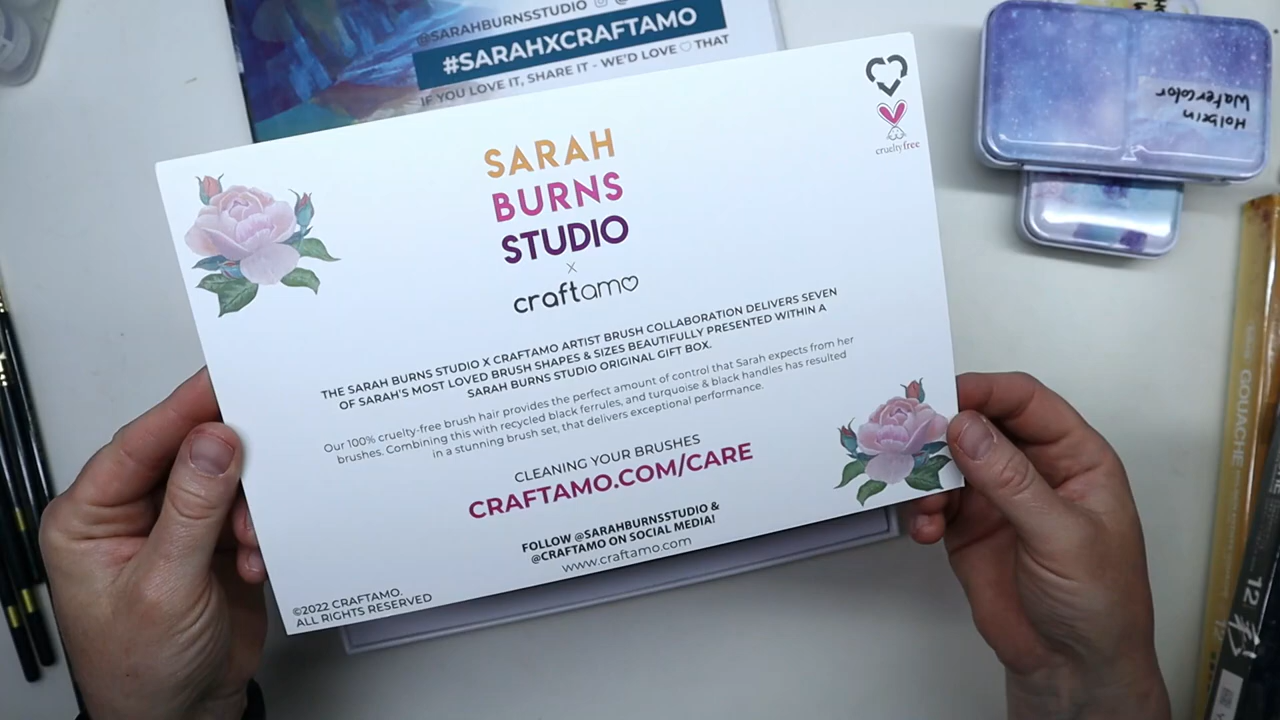 @SARAHBURNSSTUDIO
#SARAHXCRAFTAMO
IF YOU LOVE IT, SHARE IT - WE'D LOVE ♡ THAT
Holbein
Watercolor
crueltyfree
SARAH
BURNS
STUDIO
×
craftamo
THE SARAH BURNS STUDIO X CRAFTAMO ARTIST BRUSH COLLABORATION DELIVERS SEVEN
OF SARAH'S MOST LOVED BRUSH SHAPES & SIZES BEAUTIFULLY PRESENTED WITHIN A
SARAH BURNS STUDIO ORIGINAL GIFT BOX.
Our 100% cruelty-free brush hair provides the perfect amount of control that Sarah expects from her
brushes. Combining this with recycled black ferrules, and turquoise & black handles has resulted
in a stunning brush set, that delivers exceptional performance.
CLEANING YOUR BRUSHES
CRAFTAMO.COM/CARE
FOLLOW @SARAHBURNSSTUDIO &
@CRAFTAMO ON SOCIAL MEDIA!
www.craftamo.com
©2022 CRAFTAMO.
ALL RIGHTS RESERVED
GOUACHE
12